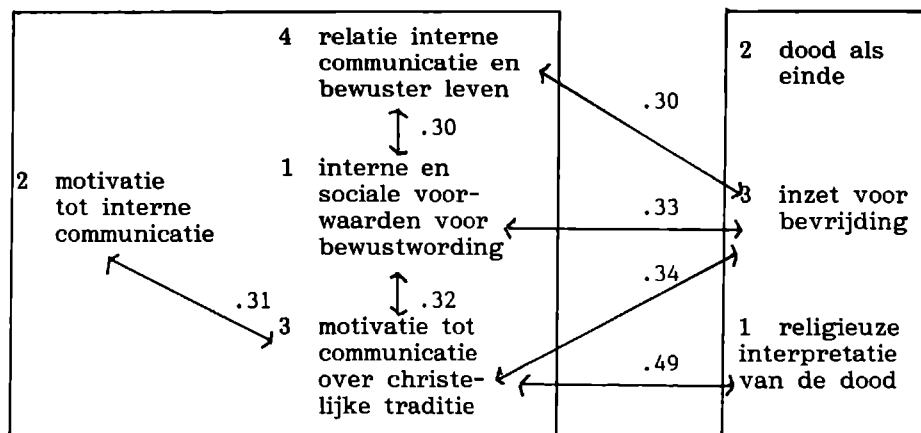 4 relatie interne
communicatie en
bewuster leven
.30
2 motivatie
tot interne
communicatie
1 interne en
sociale voor-
waarden voor
bewustwording
.31
.32
3 motivatie tot
communicatie
over christe-
lijke traditie
.30
.33
.34
.49
2 dood als
einde
3 inzet voor
bevrijding
1 religieuze
interpretatie
van de dood